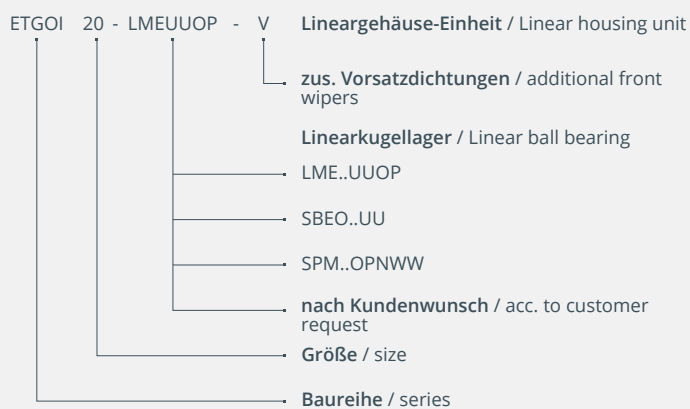 ETGOI 20 - LMEUUOP - V Lineargehäuse-Einheit / Linear housing unit
zus. Vorsatzdichtungen / additional front
wipers
Linearkugellager / Linear ball bearing
LME..UUOP
SBEO..UU
SPM..OPNWW
nach Kundenwunsch / acc. to customer
request
Größe / size
Baureihe / series